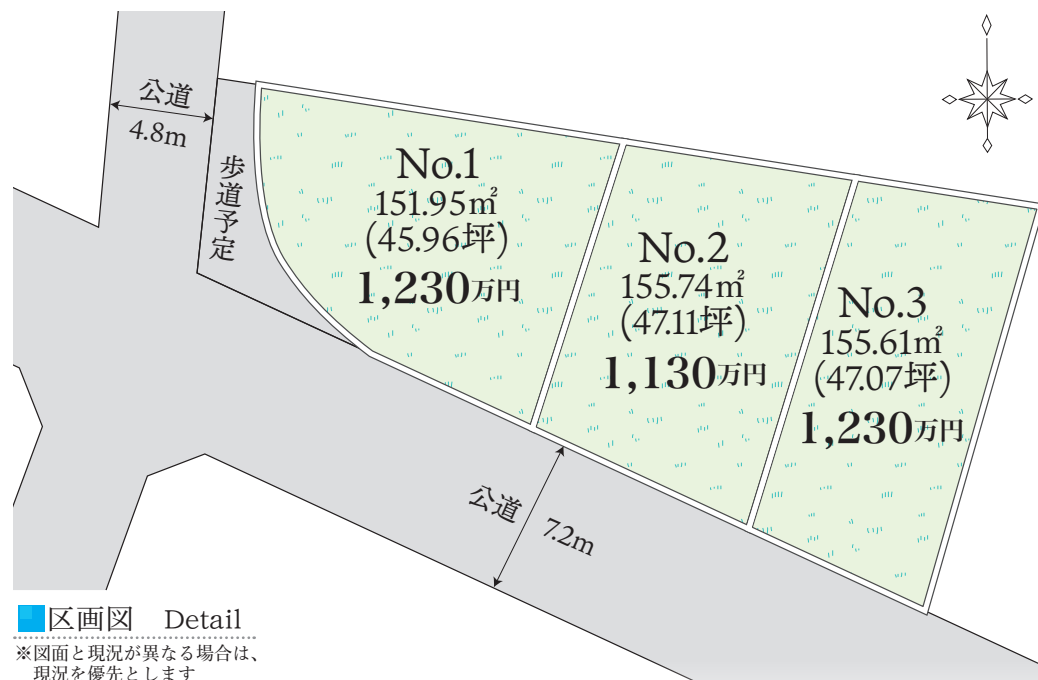 公道
4.8m
歩道予定
No.1
151.95㎡
(45.96坪)
1,230万円
No.2
155.74㎡
(47.11坪)
1,130万円
No.3
155.61㎡
(47.07坪)
1,230万円
公道
7.2m
区画図 Detail
※図面と現況が異なる場合は、
現況を優先とします